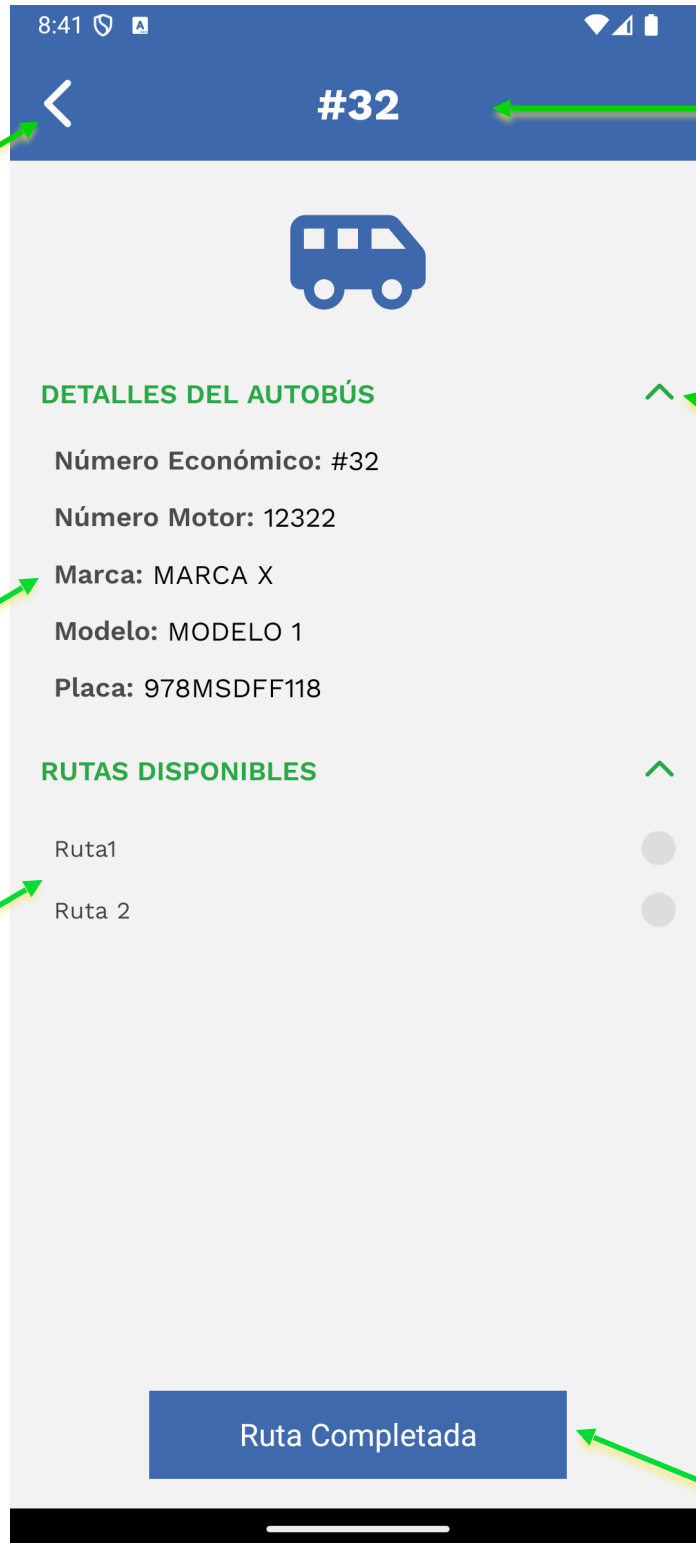 8:41
#32
DETALLES DEL AUTOBÚS
Número Económico: #32
Número Motor: 12322
Marca: MARCA X
Modelo: MODELO 1
Placa: 978MSDFF118
RUTAS DISPONIBLES
Ruta1
Ruta 2
Ruta Completada